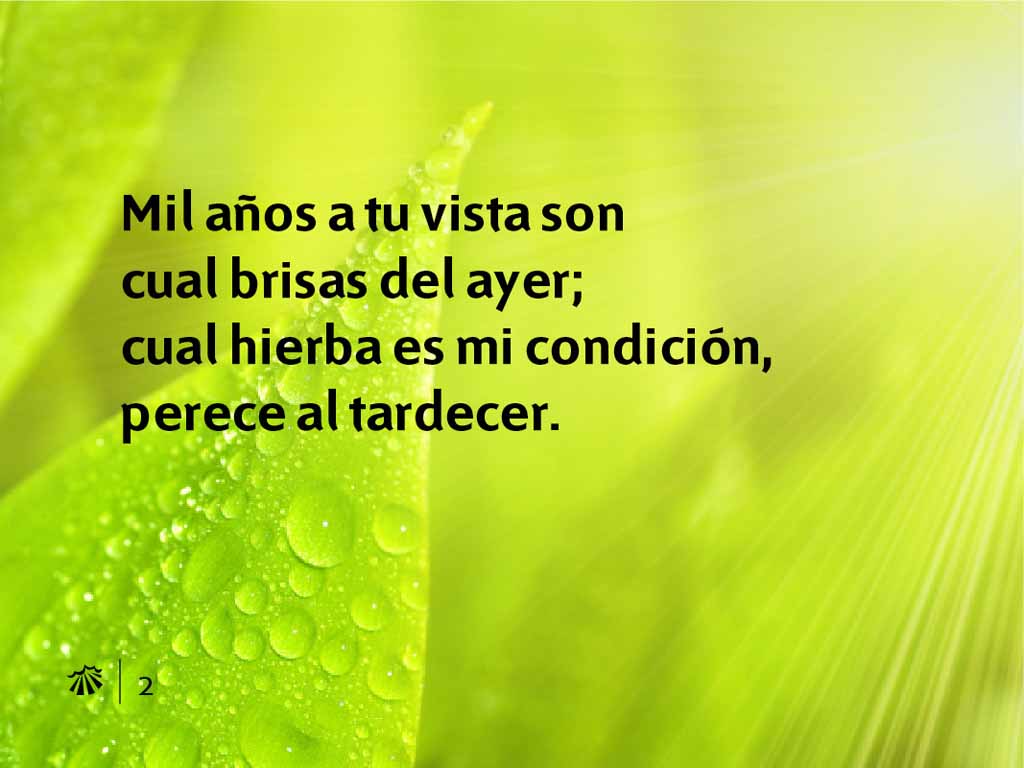 Mil años a tu vista son
cual brisas del ayer;
cual hierba es mi condición,
perece al tardecer.
2